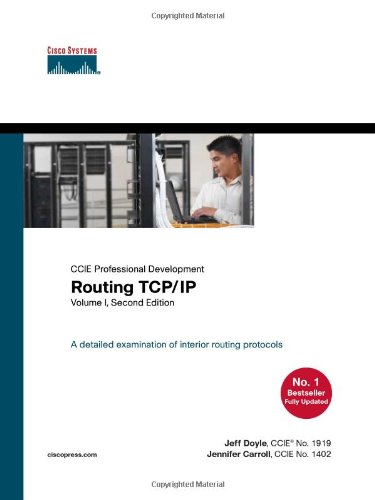 Copyrighted Material
CISCO SYSTEMS
CCIE Professional Development
Routing TCP/IP
Volume I, Second Edition
A detailed examination of interior routing protocols
No. 1
Bestseller
Fully Updated
Jeff Doyle, CCIE® No. 1919
ciscopress.com
Jennifer Carroll, CCIE No. 1402
Copyrighted Material